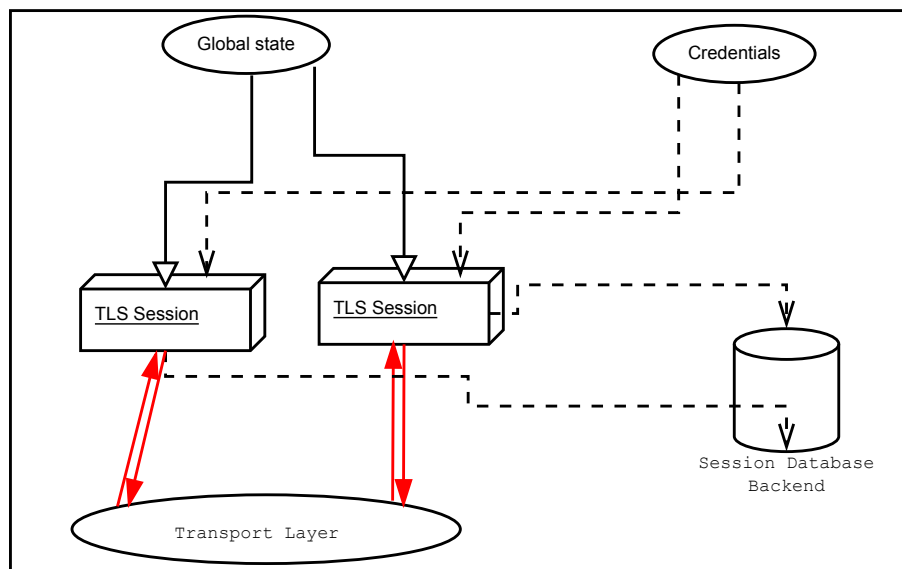 Global state
Credentials
TLS Session
TLS Session
Session Database
Backend
Transport Layer